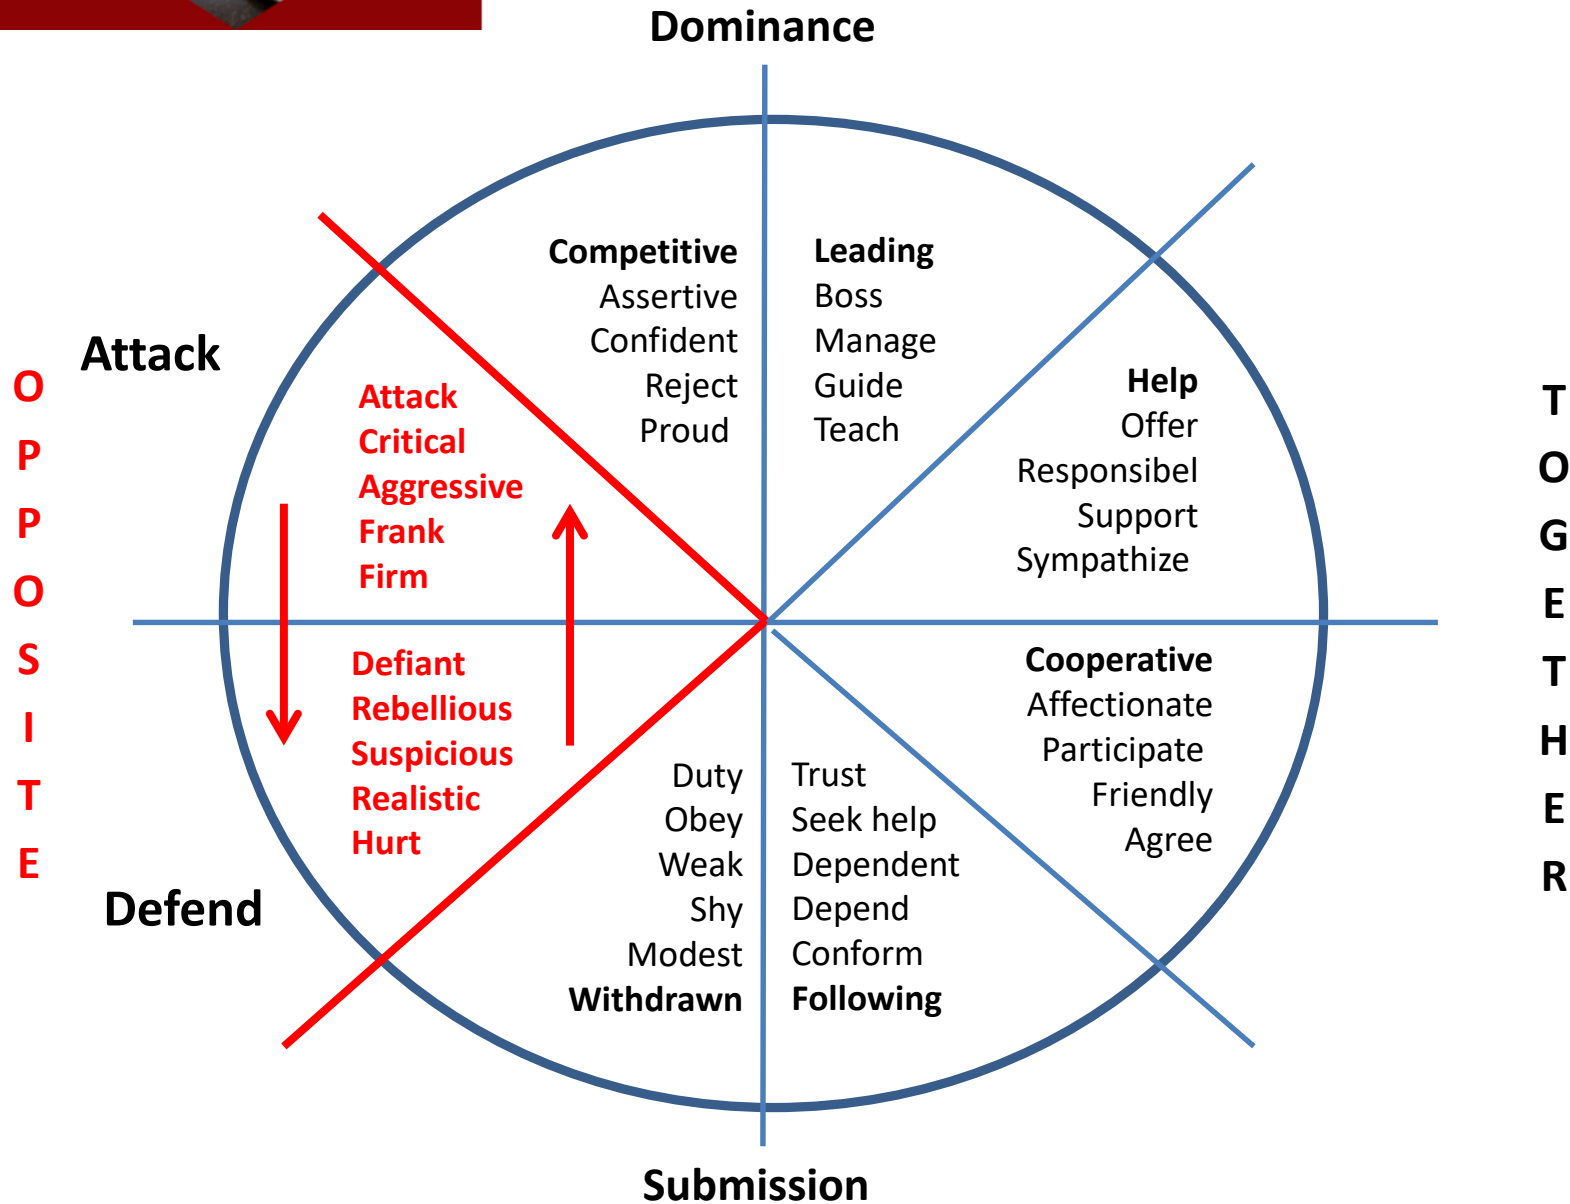 Dominance
Competitive
Assertive
Confident
Reject
Proud
Leading
Boss
Manage
Guide
Teach
Attack
Attack
Critical
Aggressive
Frank
Firm
Help
Offer
Responsibel
Support
Sympathize
OPPOSITE
TOGETHER
Defiant
Rebellious
Suspicious
Realistic
Hurt
Cooperative
Affectionate
Participate
Friendly
Agree
Defend
Duty
Obey
Weak
Shy
Modest
Withdrawn
Trust
Seek help
Dependent
Depend
Conform
Following
Submission